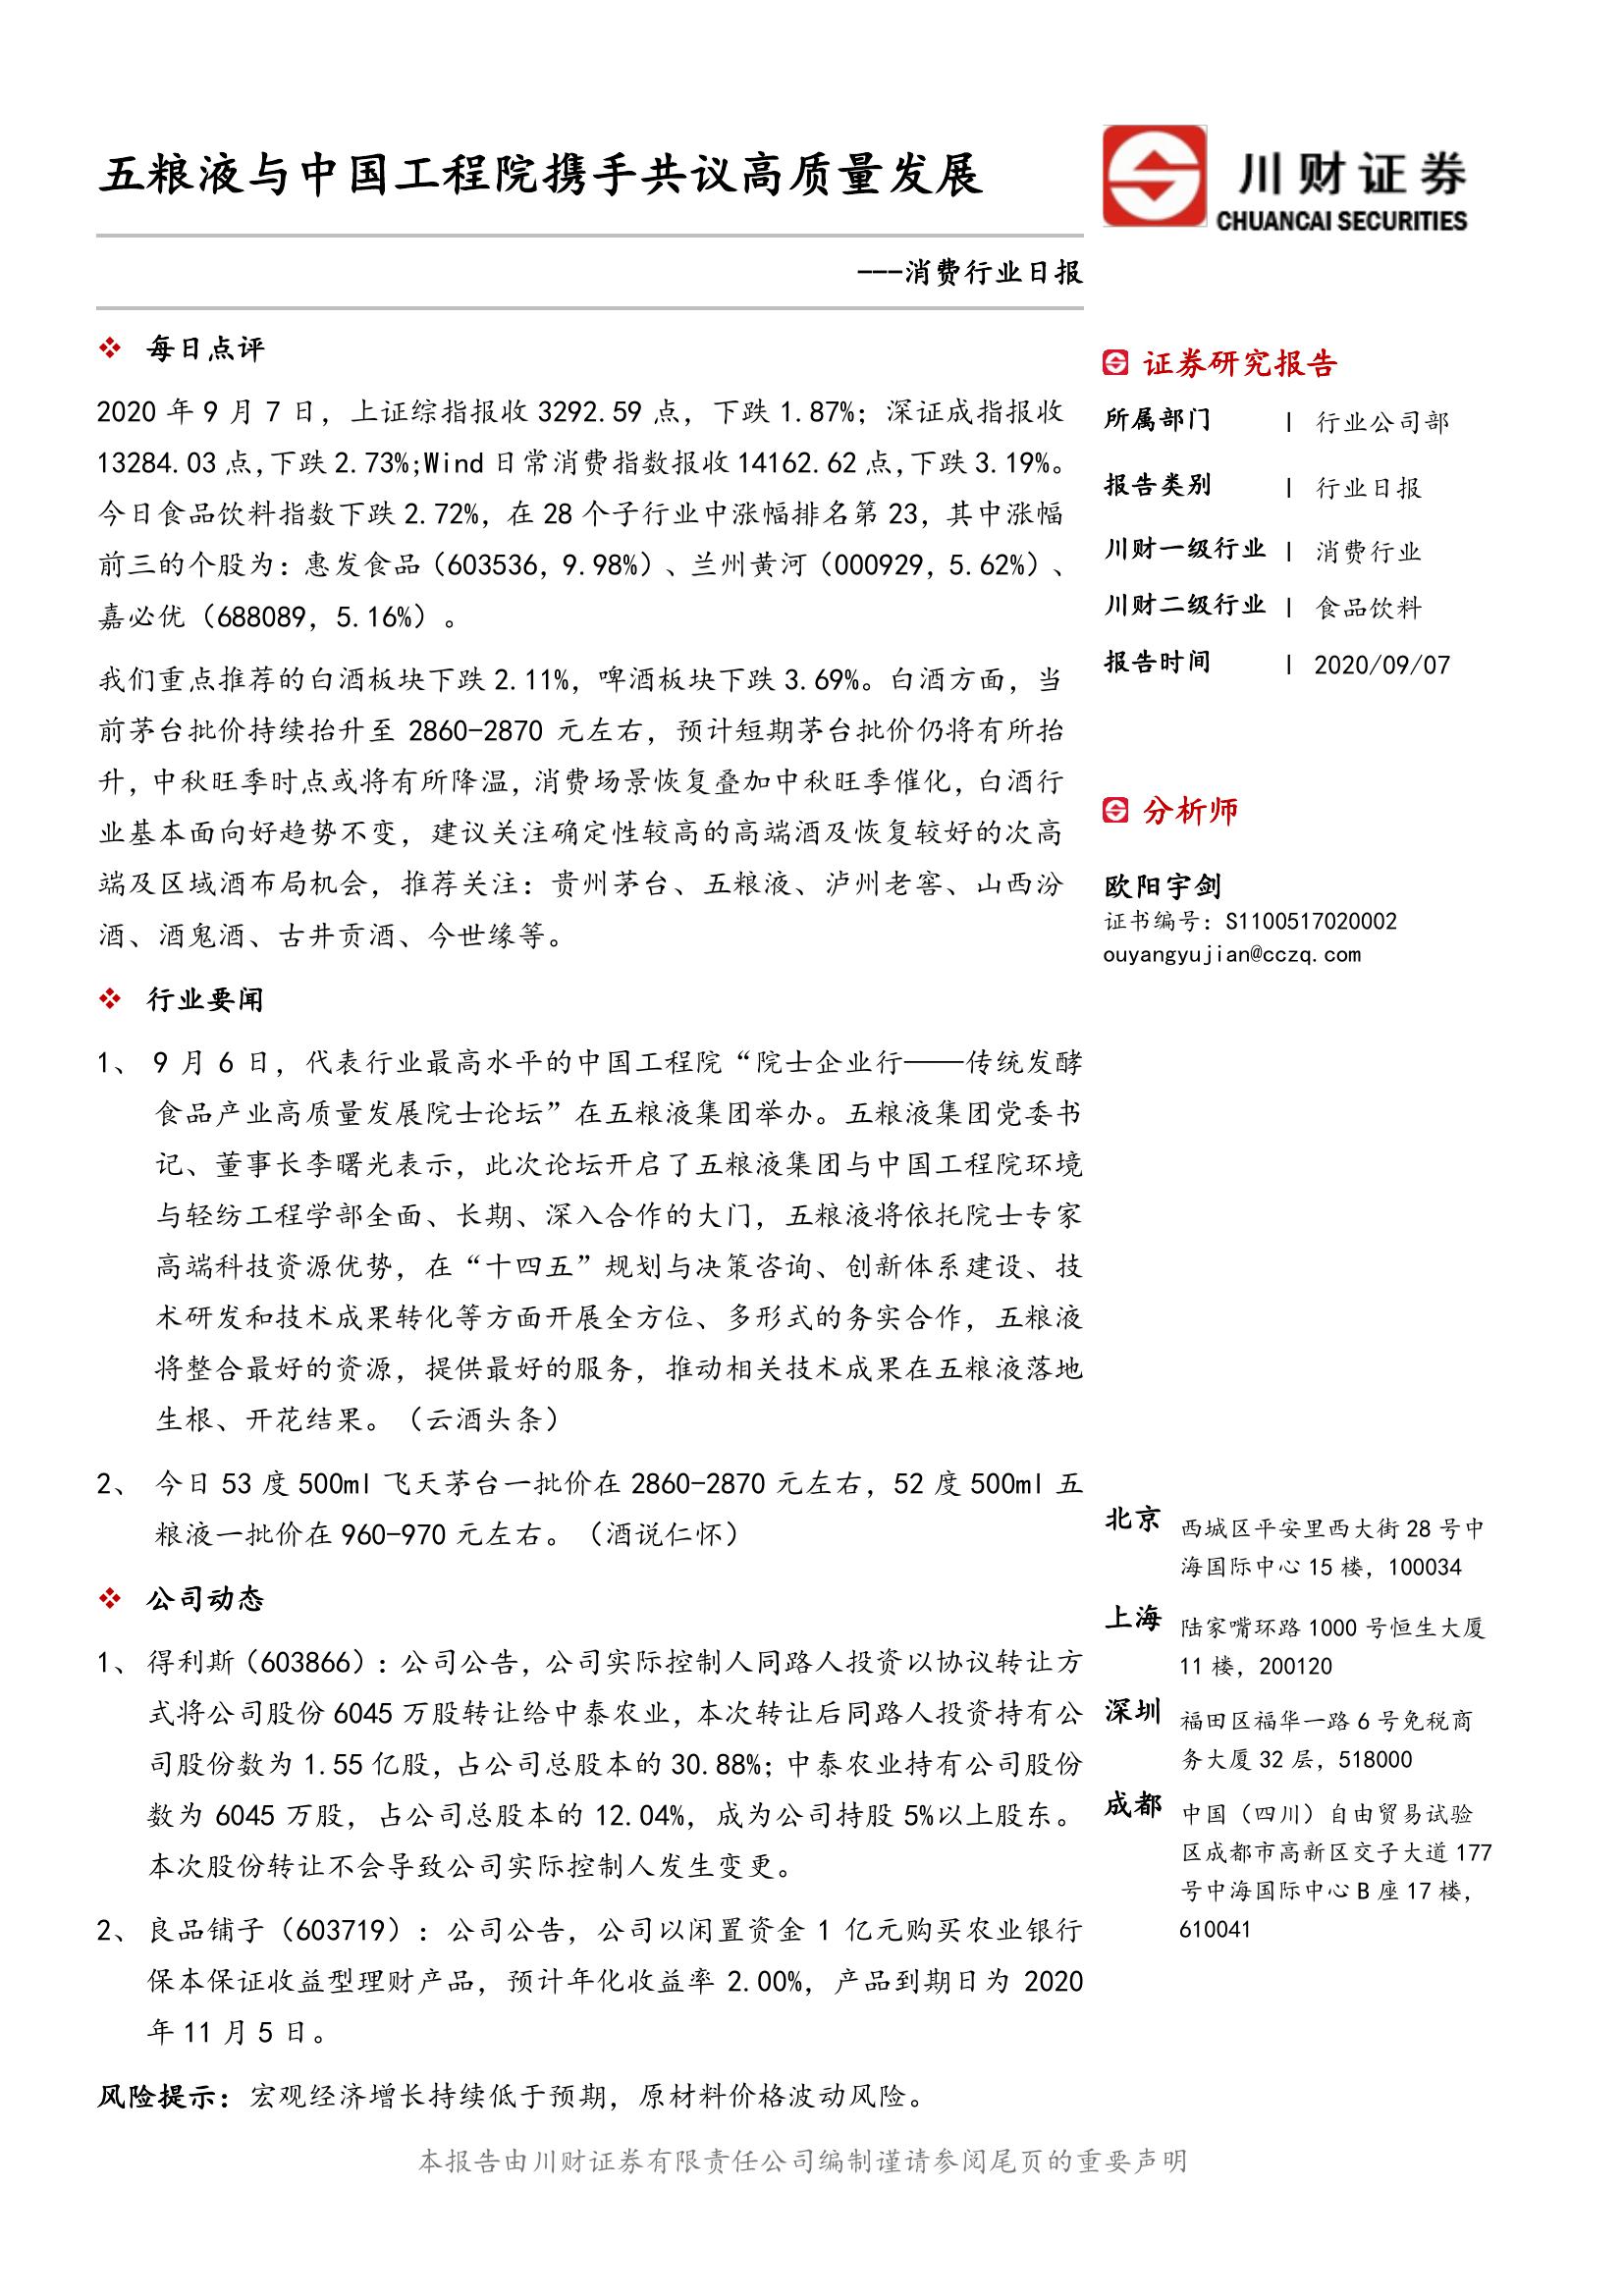 五粮液与中国工程院携手共议高质量发展
川财证券
CHUANCAI SECURITIES
---消费行业日报
❖ 每日点评
2020 年 9 月 7 日，上证综指报收 3292.59 点，下跌 1.87%；深证成指报收
13284.03 点,下跌 2.73%;Wind 日常消费指数报收 14162.62 点,下跌 3.19%。
今日食品饮料指数下跌 2.72%，在 28 个子行业中涨幅排名第 23，其中涨幅
前三的个股为：惠发食品（603536，9.98%）、兰州黄河（000929，5.62%）、
嘉必优（688089，5.16%）。
我们重点推荐的白酒板块下跌 2.11%，啤酒板块下跌 3.69%。白酒方面，当
前茅台批价持续抬升至 2860-2870 元左右，预计短期茅台批价仍将有所抬
升，中秋旺季时点或将有所降温，消费场景恢复叠加中秋旺季催化，白酒行
业基本面向好趋势不变，建议关注确定性较高的高端酒及恢复较好的次高
端及区域酒布局机会，推荐关注：贵州茅台、五粮液、泸州老窖、山西汾
酒、酒鬼酒、古井贡酒、今世缘等。
❖ 行业要闻
1、 9 月 6 日，代表行业最高水平的中国工程院“院士企业行——传统发酵
食品产业高质量发展院士论坛”在五粮液集团举办。五粮液集团党委书
记、董事长李曙光表示，此次论坛开启了五粮液集团与中国工程院环境
与轻纺工程学部全面、长期、深入合作的大门，五粮液将依托院士专家
高端科技资源优势，在“十四五”规划与决策咨询、创新体系建设、技
术研发和技术成果转化等方面开展全方位、多形式的务实合作，五粮液
将整合最好的资源，提供最好的服务，推动相关技术成果在五粮液落地
生根、开花结果。（云酒头条）
2、 今日 53 度 500ml 飞天茅台一批价在 2860-2870 元左右，52 度 500ml 五
粮液一批价在 960-970 元左右。（酒说仁怀）
❖ 公司动态
1、 得利斯（603866）：公司公告，公司实际控制人同路人投资以协议转让方
式将公司股份 6045 万股转让给中泰农业，本次转让后同路人投资持有公
司股份数为 1.55 亿股，占公司总股本的 30.88%；中泰农业持有公司股份
数为 6045 万股，占公司总股本的 12.04%，成为公司持股 5%以上股东。
本次股份转让不会导致公司实际控制人发生变更。
2、 良品铺子（603719）：公司公告，公司以闲置资金 1 亿元购买农业银行
保本保证收益型理财产品，预计年化收益率 2.00%，产品到期日为 2020
年 11 月 5 日。
风险提示：宏观经济增长持续低于预期，原材料价格波动风险。
证券研究报告
所属部门 | 行业公司部
报告类别 | 行业日报
川财一级行业 | 消费行业
川财二级行业 | 食品饮料
报告时间 | 2020/09/07
分析师
欧阳宇剑
证书编号：S1100517020002
ouyangyujian@cczq.com
北京 西城区平安里西大街 28 号中
海国际中心 15 楼，100034
上海 陆家嘴环路 1000 号恒生大厦
11 楼，200120
深圳 福田区福华一路 6 号免税商
务大厦 32 层，518000
成都 中国（四川）自由贸易试验
区成都市高新区交子大道 177
号中海国际中心 B 座 17 楼，
610041
本报告由川财证券有限责任公司编制谨请参阅尾页的重要声明